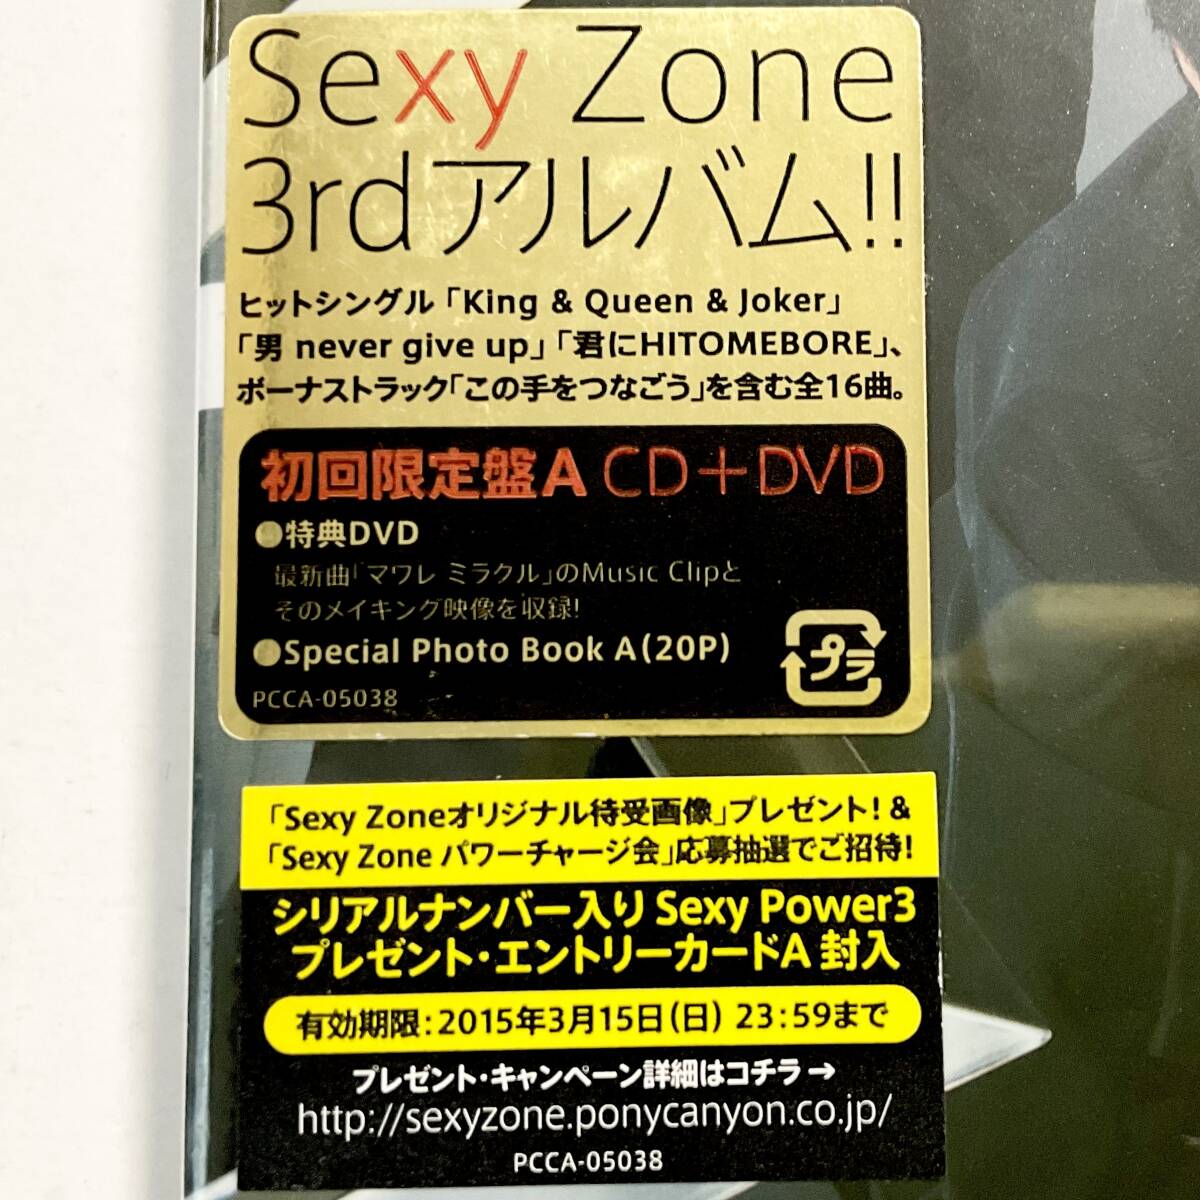 Sexy Zone
3rdアルバム!!
ヒットシングル「King & Queen & Joker」
「男 never give up」「君にHITOMEBORE」、
ボーナストラック「この手をつなごう」を含む全16曲。
初回限定盤A CD+DVD
●特典DVD
最新曲「マワレ ミラクル」のMusic Clipと
そのメイキング映像を収録!
●Special Photo Book A(20P)
プラ
PCCA-05038
「Sexy Zoneオリジナル待受画像」プレゼント! &
「Sexy Zone パワーチャージ会」応募抽選でご招待!
シリアルナンバー入り Sexy Power3
プレゼント・エントリーカードA 封入
有効期限:2015年3月15日(日) 23:59まで
プレゼント・キャンペーン詳細はコチラ→
http://sexyzone.ponycanyon.co.jp/
PCCA-05038